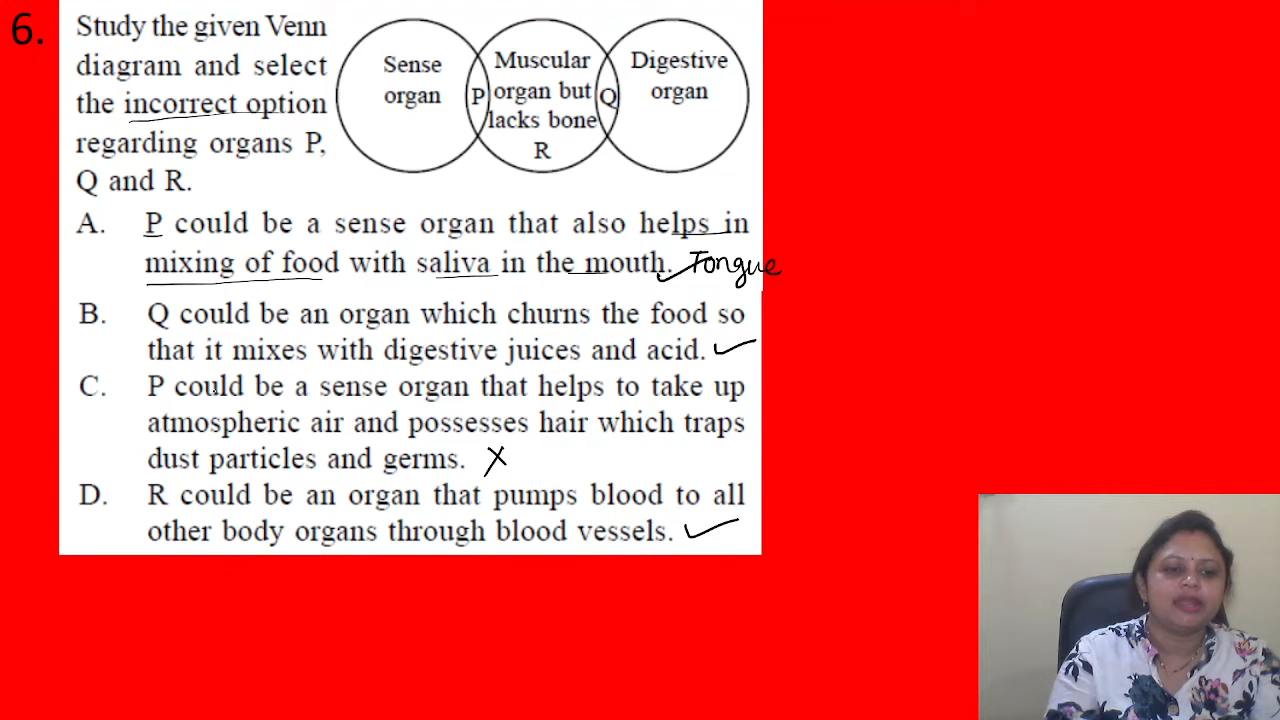 6.
Study the given Venn
diagram and select
the incorrect option
regarding organs P,
Q and R.
Sense
organ
P
Muscular
organ but
lacks bone
R
Q
Digestive
organ
A. P could be a sense organ that also helps in
mixing of food with saliva in the mouth. Tongue
B. Q could be an organ which churns the food so
that it mixes with digestive juices and acid.
C. P could be a sense organ that helps to take up
atmospheric air and possesses hair which traps
dust particles and germs.
D. R could be an organ that pumps blood to all
other body organs through blood vessels.